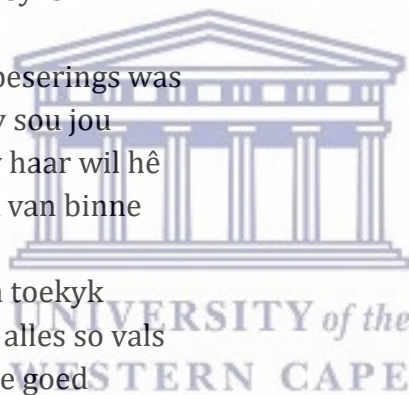 beserings was
sou jou
haar wil hê
van binne
toekyk
alles so vals
goed
UNIVERSITY of the
WESTERN CAPE